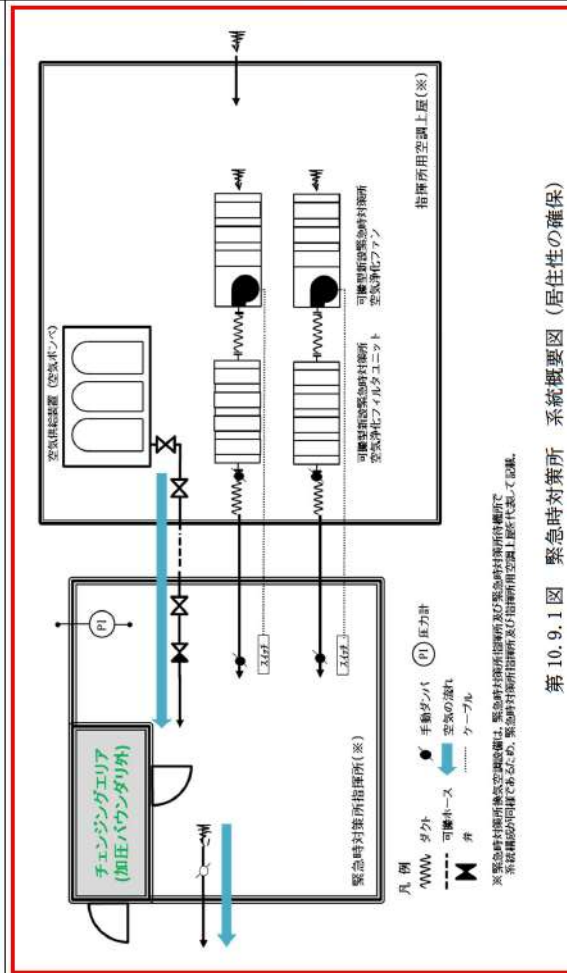 チェンジングエリア
(加圧バウンダリ外)
緊急時対策所指揮所(※)
PI
スイッチ
スイッチ
空気供給装置（空気ボンベ）
可搬型新設緊急時対策所
空気浄化フィルタユニット
可搬型新設緊急時対策所
空気浄化ファン
指揮所用空調上屋(※)
凡例
ダクト
可搬ホース
弁
手動ダンパ
空気の流れ
ケーブル
PI 圧力計
※緊急時対策所換気空調設備は、緊急時対策所指揮所及び緊急時対策所待機所で
系統構成が同様であるため、緊急時対策所指揮所及び指揮所用空調上屋を代表して記載。
第10.9.1図　緊急時対策所　系統概要図（居住性の確保）